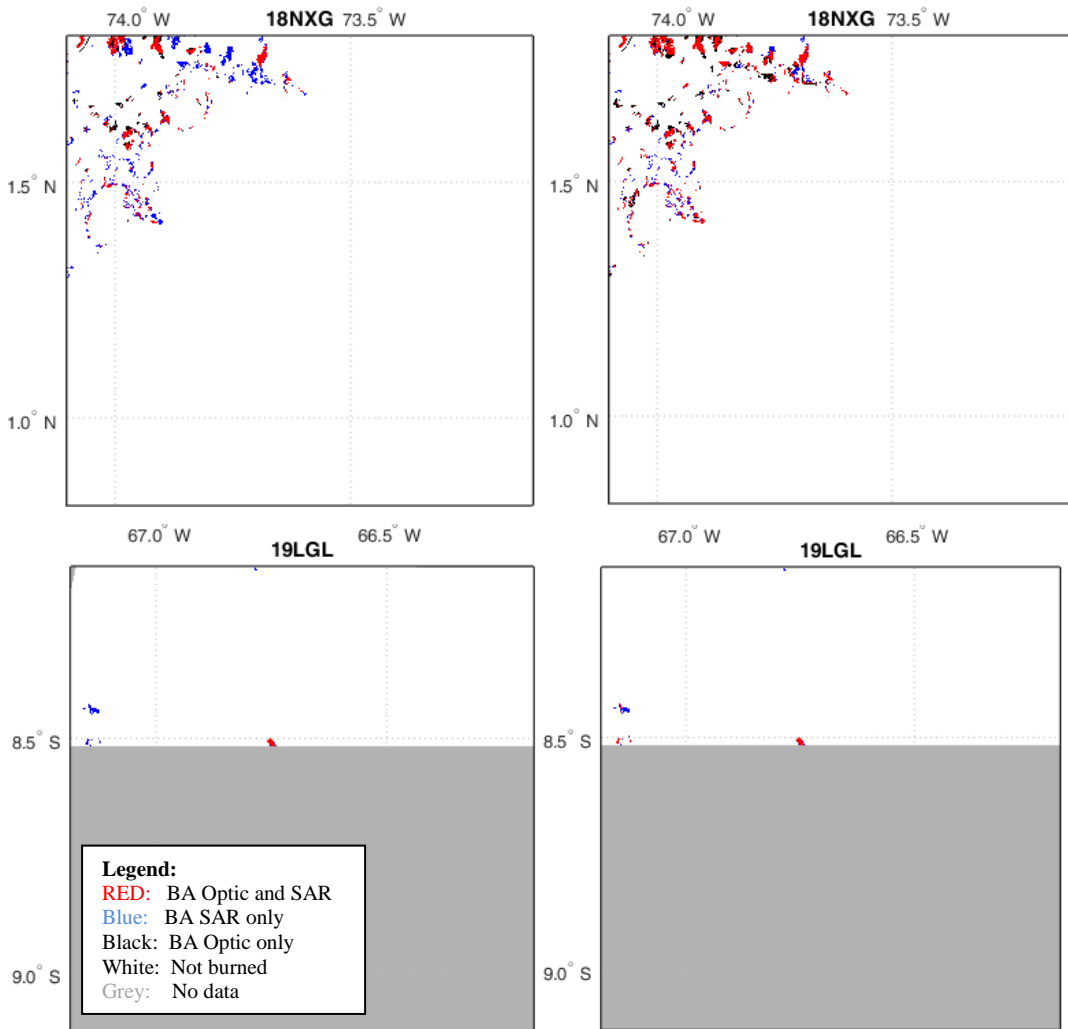 74.0° W 18NXG 73.5° W
74.0° W 18NXG 73.5° W
1.5° N
1.5° N
1.0° N
1.0° N
67.0° W 66.5° W
19LGL
67.0° W 66.5° W
19LGL
8.5° S
8.5° S
9.0° S
9.0° S
Legend:
RED: BA Optic and SAR
Blue: BA SAR only
Black: BA Optic only
White: Not burned
Grey: No data